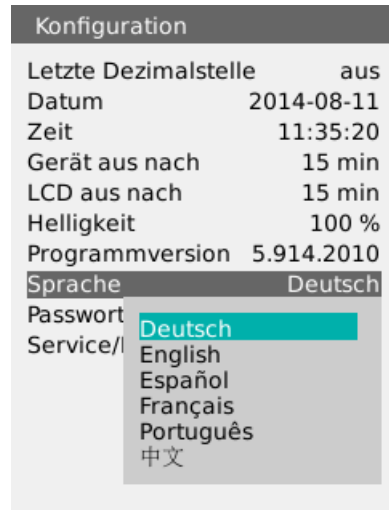 Konfiguration
Letzte Dezimalstelle aus
Datum 2014-08-11
Zeit 11:35:20
Gerät aus nach 15 min
LCD aus nach 15 min
Helligkeit 100 %
Programmversion 5.914.2010
Sprache Deutsch
Passwort
Service/
Deutsch
English
Español
Français
Português
中文